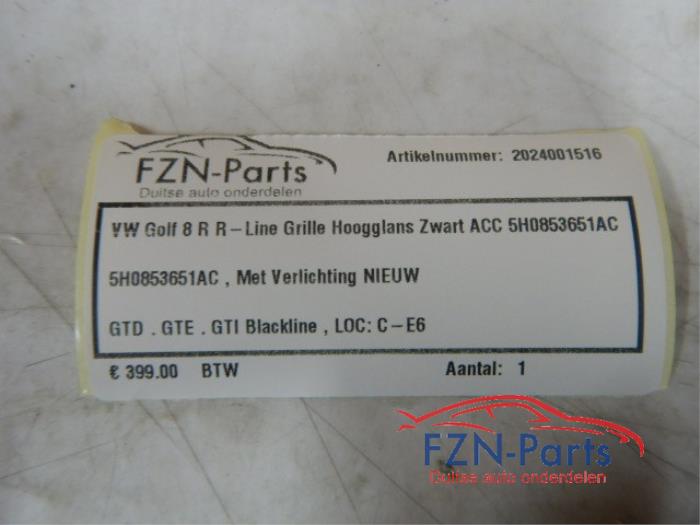 FZN-Parts
Duitse auto onderdelen
Artikelnummer: 2024001516
VW Golf 8 R R-Line Grille Hoogglans Zwart ACC 5H0853651AC
5H0853651AC , Met Verlichting NIEUW
GTD . GTE . GTI Blackline , LOC: C-E6
€ 399.00 BTW
Aantal: 1
FZN-Parts
Duitse auto onderdelen